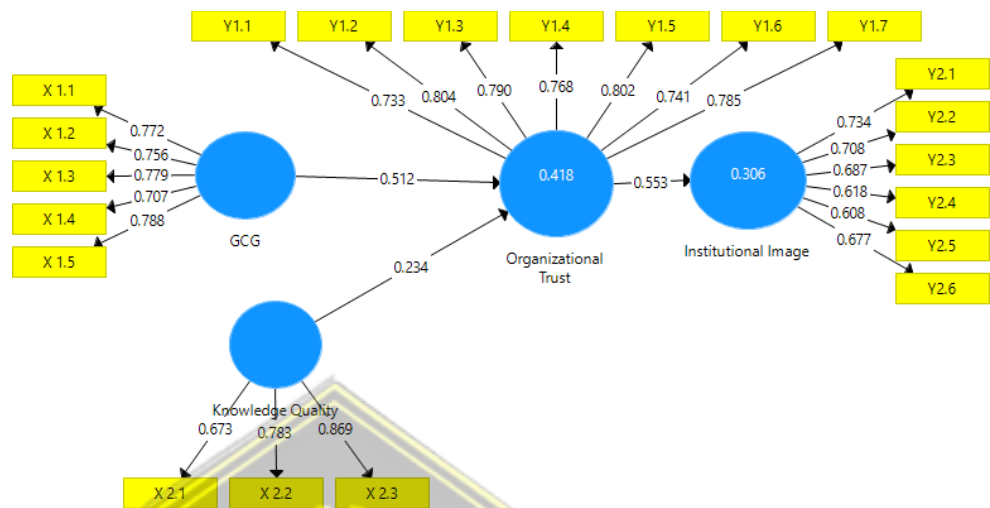 Y1.1 Y1.2 Y1.3 Y1.4 Y1.5 Y1.6 Y1.7
0.733 0.804 0.790 0.768 0.802 0.741 0.785
X 1.1
X 1.2
X 1.3
X 1.4
X 1.5
0.772
0.756
0.779
0.707
0.788
GCG
0.512
0.418
Organizational
Trust
0.553
0.306
Institutional Image
0.734
0.708
0.687
0.618
0.608
0.677
Y2.1
Y2.2
Y2.3
Y2.4
Y2.5
Y2.6
0.234
Knowledge Quality
0.673 0.783 0.869
X 2.1 X 2.2 X 2.3